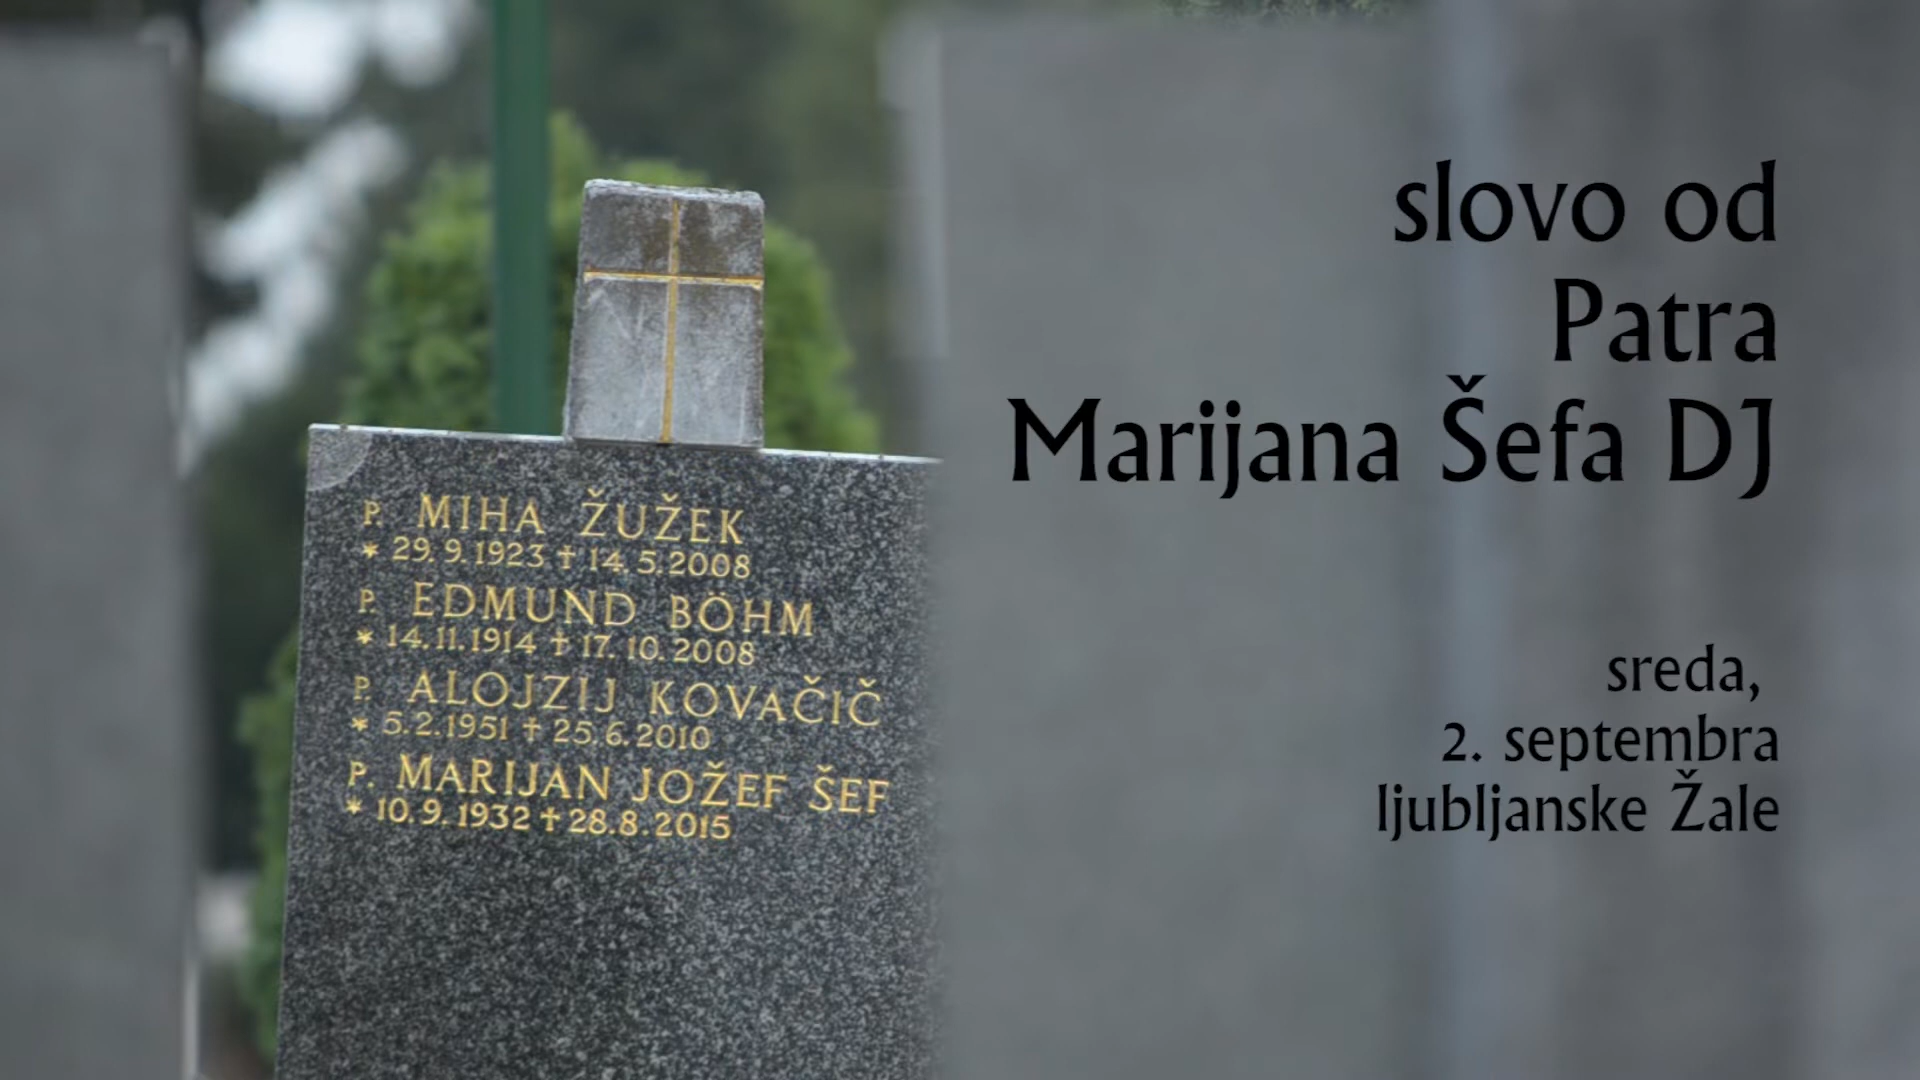 P. MIHA ŽUŽEK
* 29.9.1923 † 14.5.2008
P. EDMUND BÖHM
* 14.11.1914 † 17.10.2008
P. ALOJZIJ KOVAČIČ
* 5.2.1951 † 25.6.2010
P. MARIJAN JOŽEF ŠEF
* 10.9.1932 † 28.8.2015
slovo od
Patra
Marijana Šefa DJ
sreda,
2. septembra
ljubljanske Žale